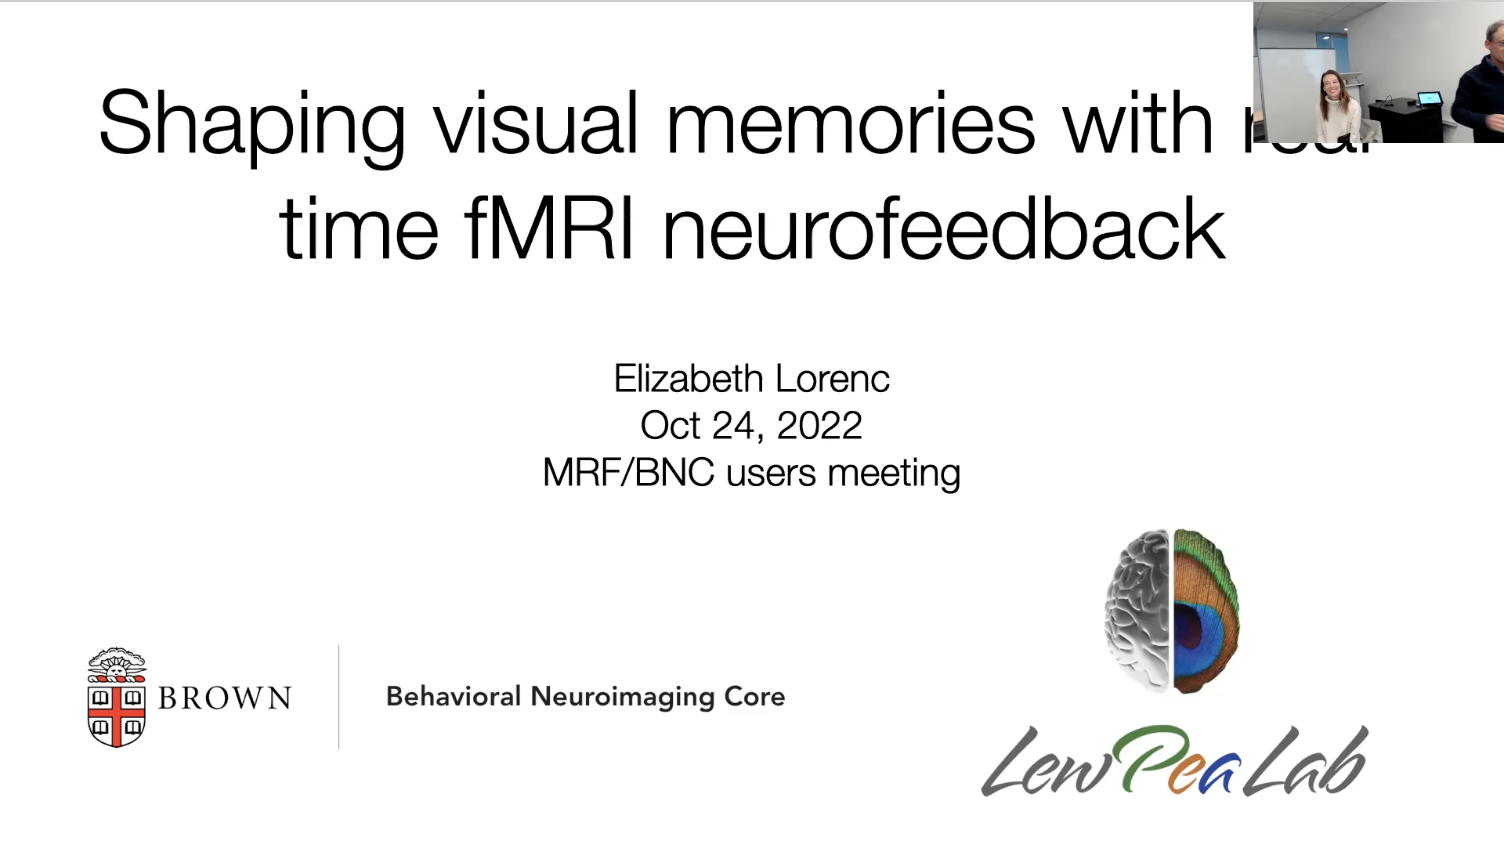 Shaping visual memories with real-
time fMRI neurofeedback
Elizabeth Lorenc
Oct 24, 2022
MRF/BNC users meeting
BROWN
Behavioral Neuroimaging Core
LewPeaLab